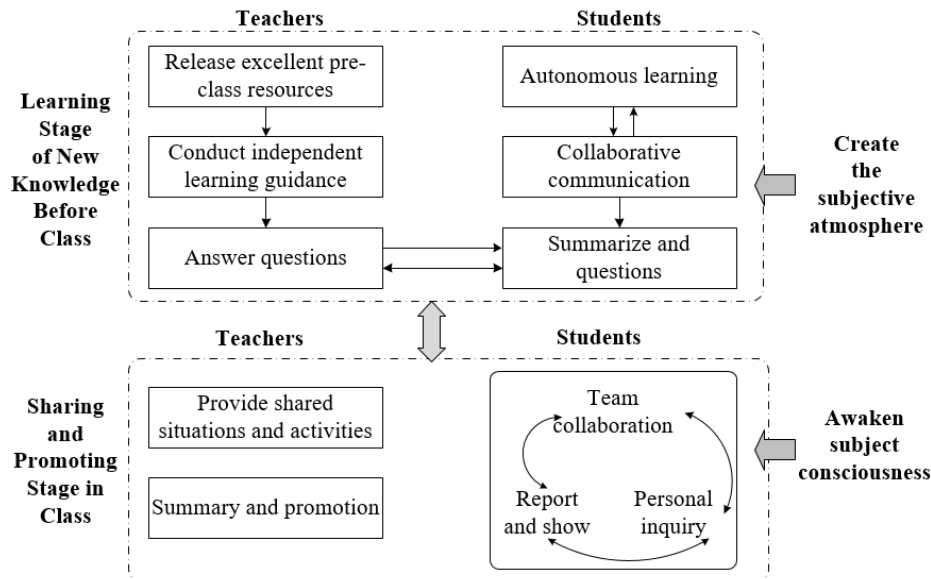 Teachers
Students
Learning
Stage
of New
Knowledge
Before
Class
Release excellent pre-
class resources
Conduct independent
learning guidance
Answer questions
Autonomous learning
Collaborative
communication
Summarize and
questions
Create
the
subjective
atmosphere
Teachers
Students
Sharing
and
Promoting
Stage in
Class
Provide shared
situations and activities
Summary and promotion
Team
collaboration
Report
and show
Personal
inquiry
Awaken
subject
consciousness